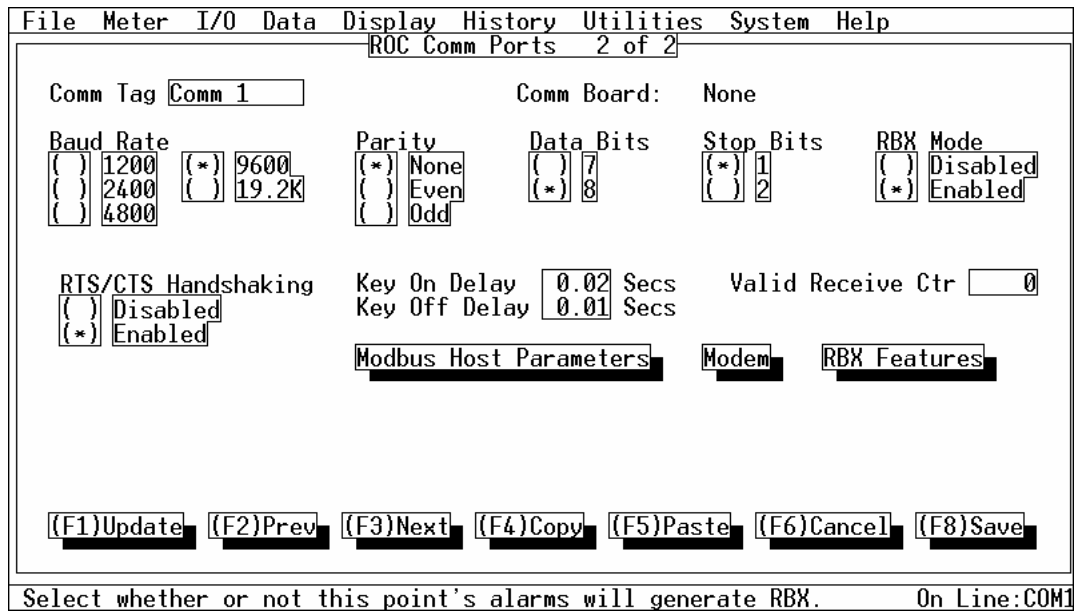 File Meter I/O Data Display History Utilities System Help
ROC Comm Ports 2 of 2
Comm Tag Comm 1 Comm Board: None
Baud Rate Parity Data Bits Stop Bits RBX Mode
( ) 1200 (*) 9600 (*) None ( ) 7 (*) 1 ( ) Disabled
( ) 2400 ( ) 19.2K ( ) Even (*) 8 ( ) 2 (*) Enabled
( ) 4800 ( ) Odd
RTS/CTS Handshaking Key On Delay 0.02 Secs Valid Receive Ctr 0
( ) Disabled Key Off Delay 0.01 Secs
(*) Enabled
Modbus Host Parameters Modem RBX Features
(F1)Update (F2)Prev (F3)Next (F4)Copy (F5)Paste (F6)Cancel (F8)Save
Select whether or not this point's alarms will generate RBX. On Line:COM1